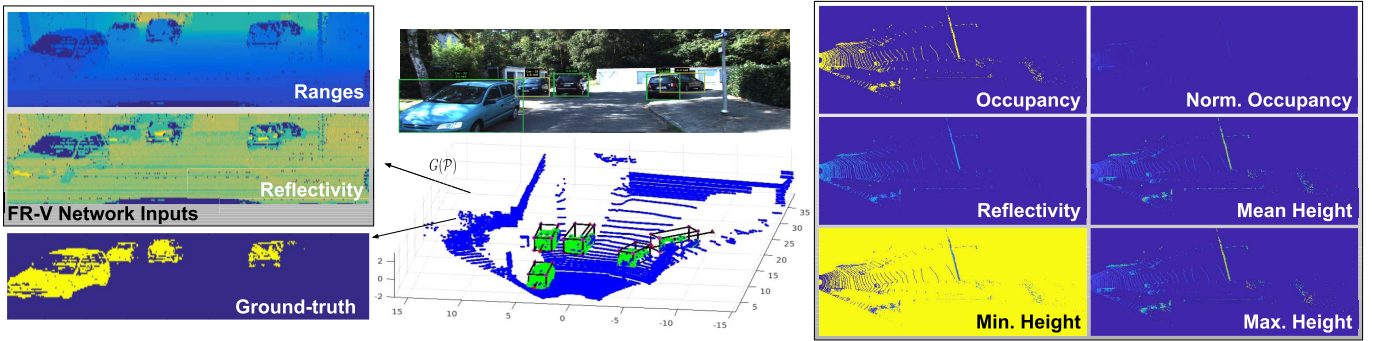 Ranges
Reflectivity
FR-V Network Inputs
Ground-truth
G(P)
2
0
-2
15
10
5
0
-5
-10
-15
5
10
15
20
25
30
35
Occupancy
Norm. Occupancy
Reflectivity
Mean Height
Min. Height
Max. Height